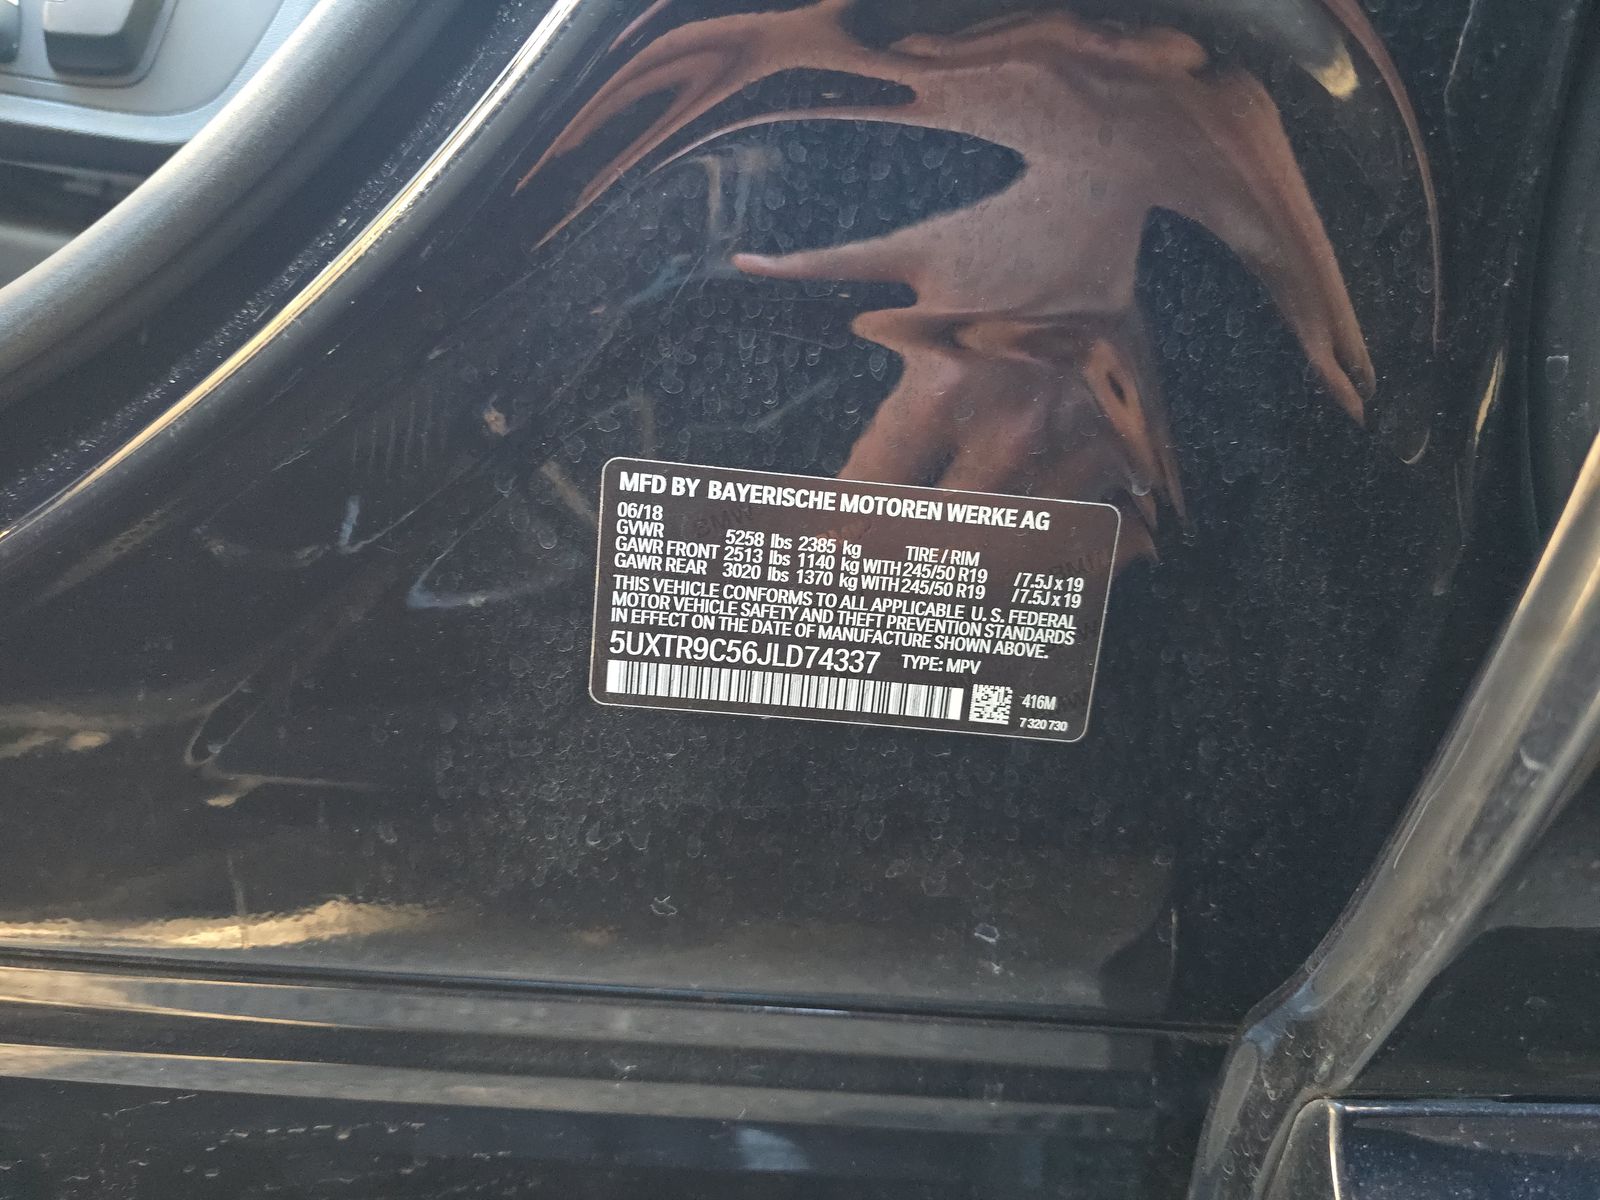 MFD BY BAYERISCHE MOTOREN WERKE AG
06/18
GVWR 5258 lbs 2385 kg TIRE / RIM
GAWR FRONT 2513 lbs 1140 kg WITH 245/50 R19 / 7.5J x 19
GAWR REAR 3020 lbs 1370 kg WITH 245/50 R19 / 7.5J x 19
THIS VEHICLE CONFORMS TO ALL APPLICABLE U. S. FEDERAL
MOTOR VEHICLE SAFETY AND THEFT PREVENTION STANDARDS
IN EFFECT ON THE DATE OF MANUFACTURE SHOWN ABOVE.
5UXTR9C56JLD74337 TYPE: MPV
416M
7 320 730